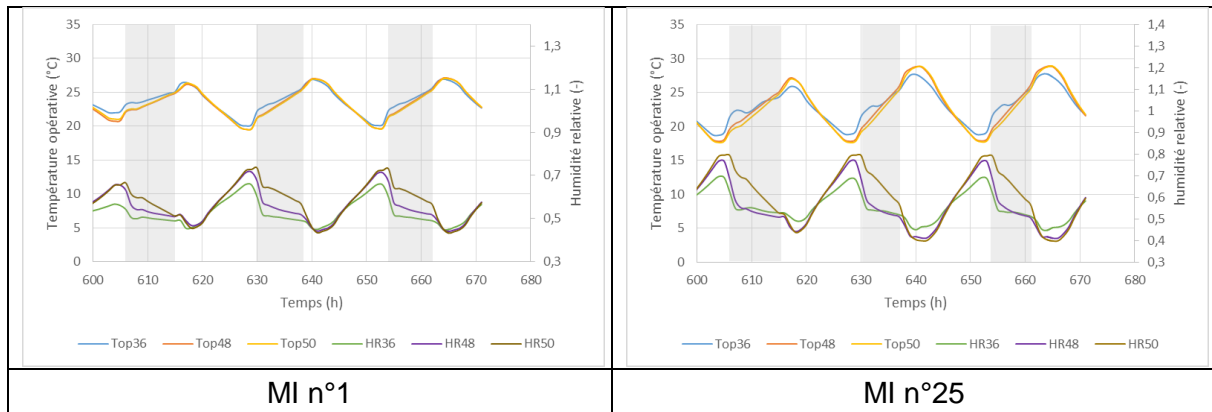 35
30
25
20
15
10
5
0
Température opérative (°C)
1,3
1,1
0,9
0,7
0,5
0,3
Humidité relative (-)
600 610 620 630 640 650 660 670 680
Temps (h)
Top36 Top48 Top50 HR36 HR48 HR50
MI n°1
35
30
25
20
15
10
5
0
Température opérative (°C)
1,4
1,3
1,2
1,1
1
0,9
0,8
0,7
0,6
0,5
0,4
0,3
humidité relative (-)
600 610 620 630 640 650 660 670 680
Temps (h)
Top36 Top48 Top50 HR36 HR48 HR50
MI n°25